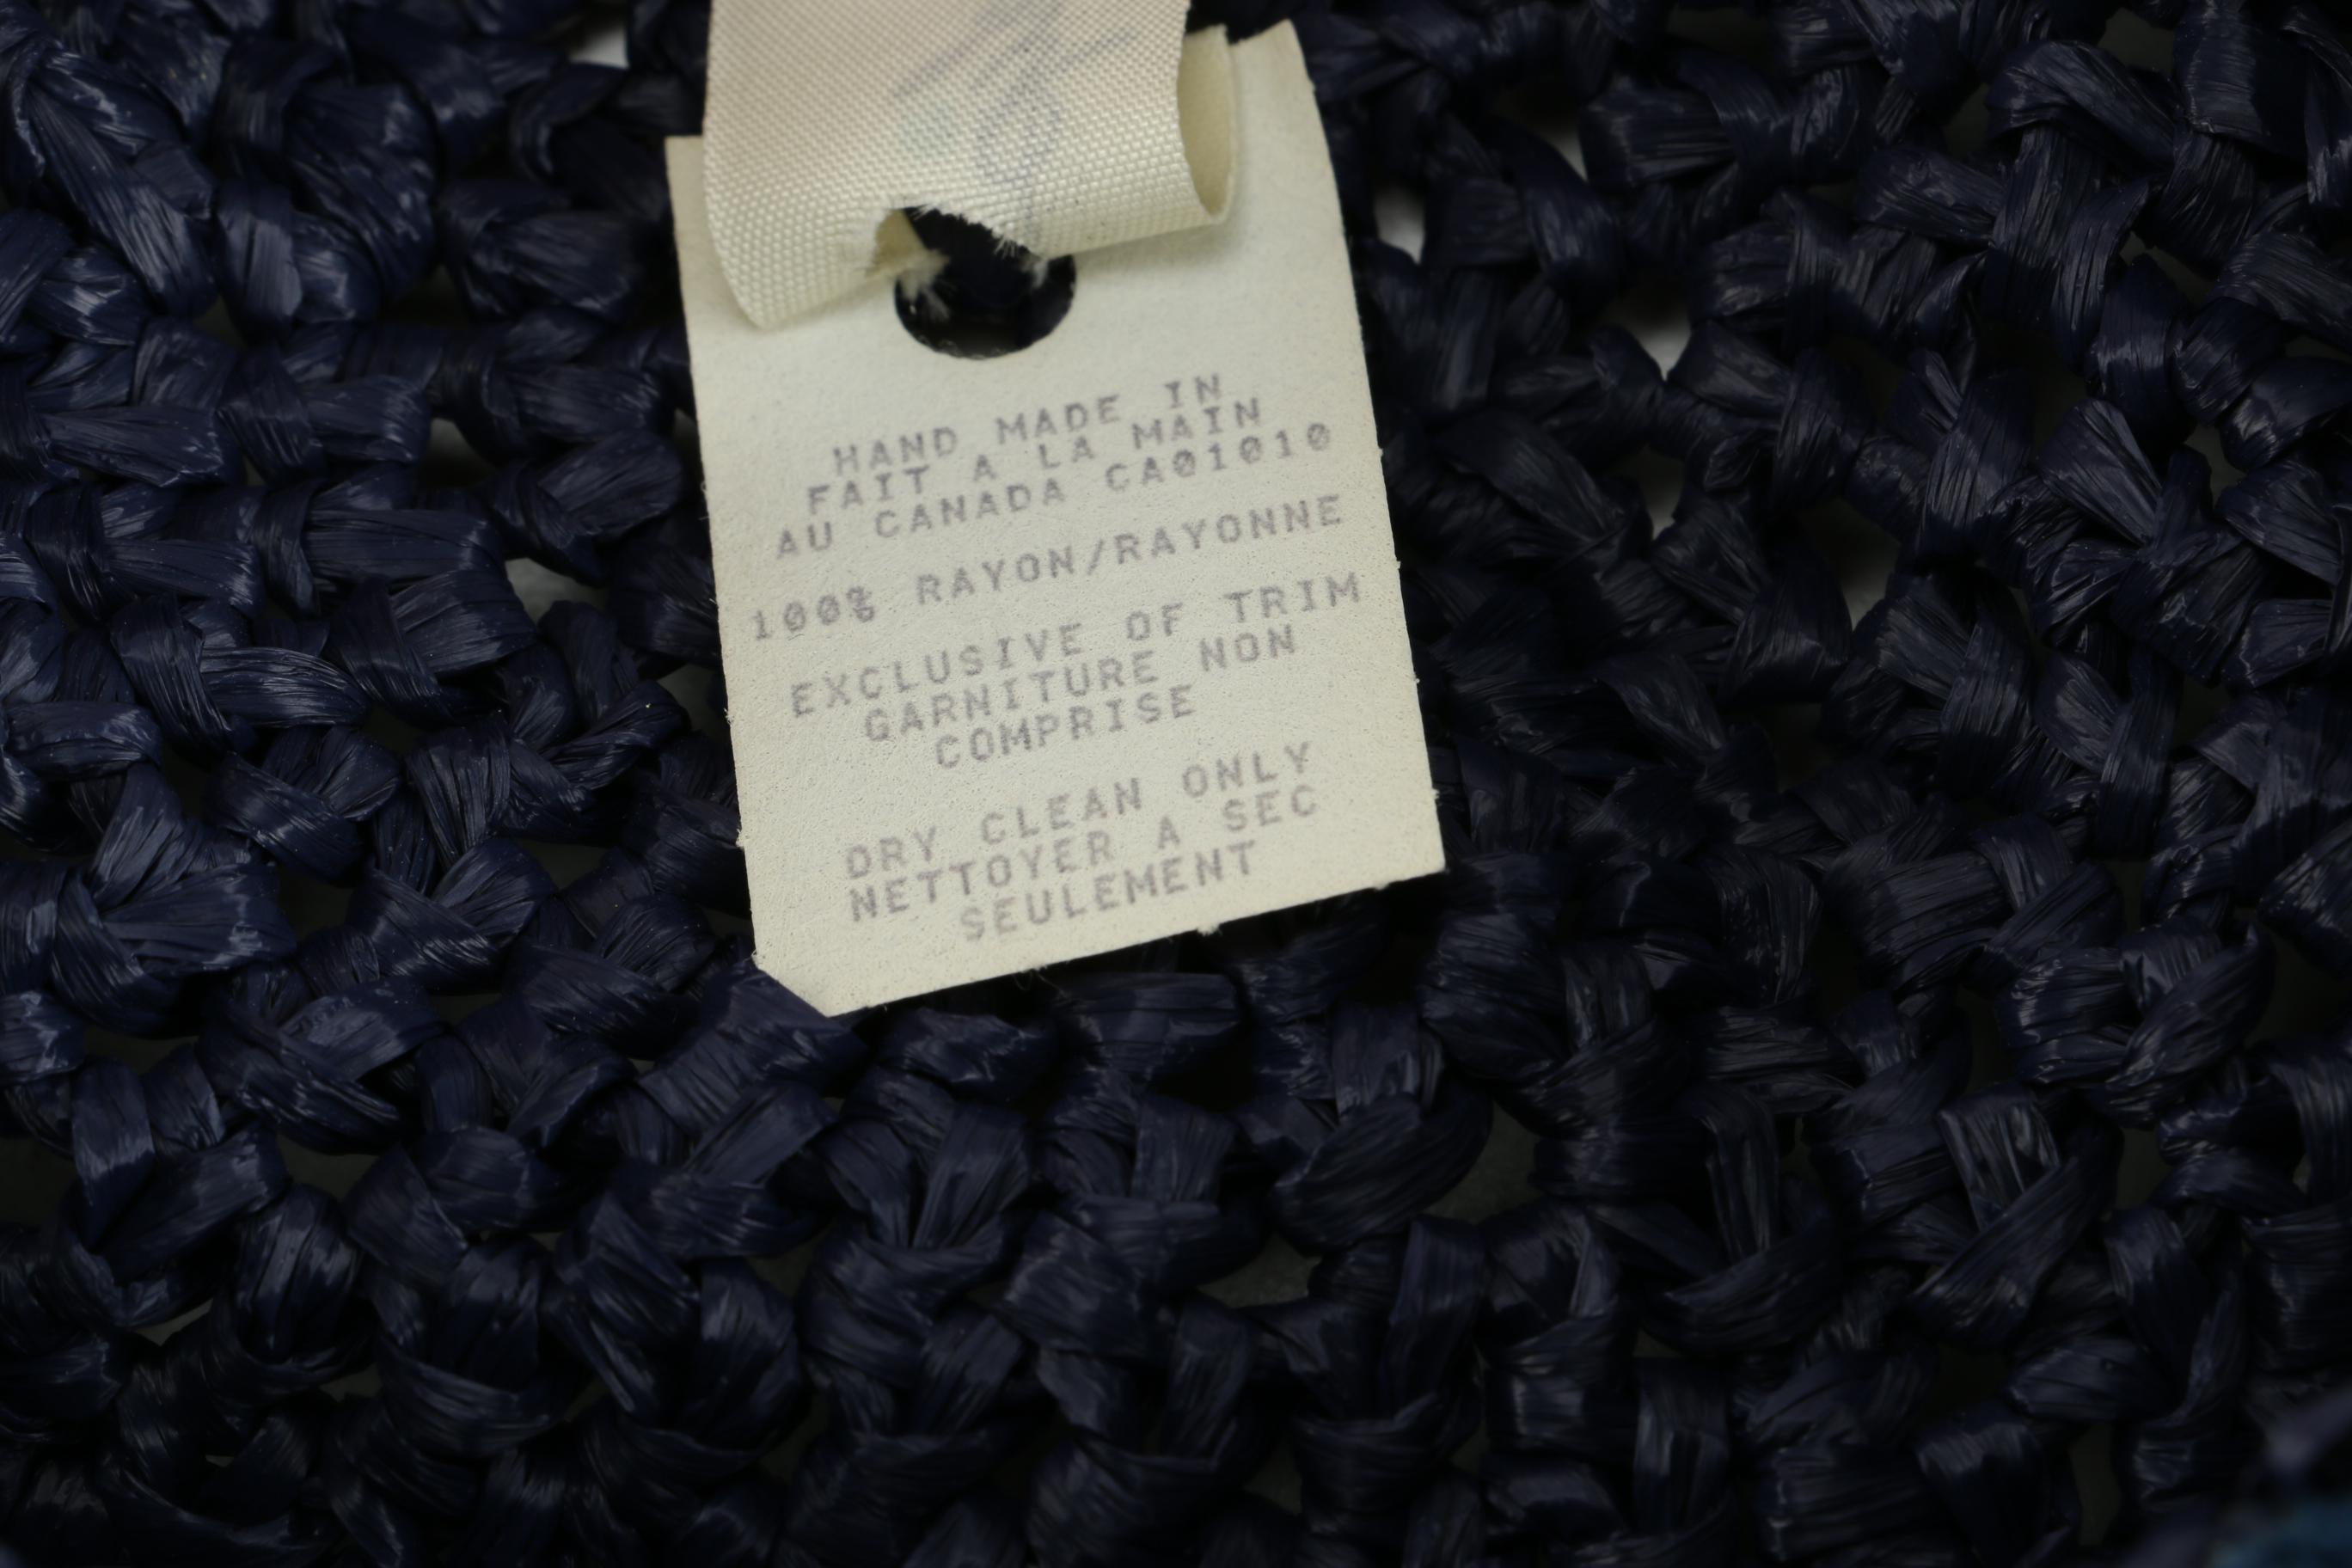 HAND MADE IN
FAIT A LA MAIN
AU CANADA CA01010
100% RAYON/RAYONNE
EXCLUSIVE OF TRIM
GARNITURE NON
COMPRISE
DRY CLEAN ONLY
NETTOYER A SEC
SEULEMENT